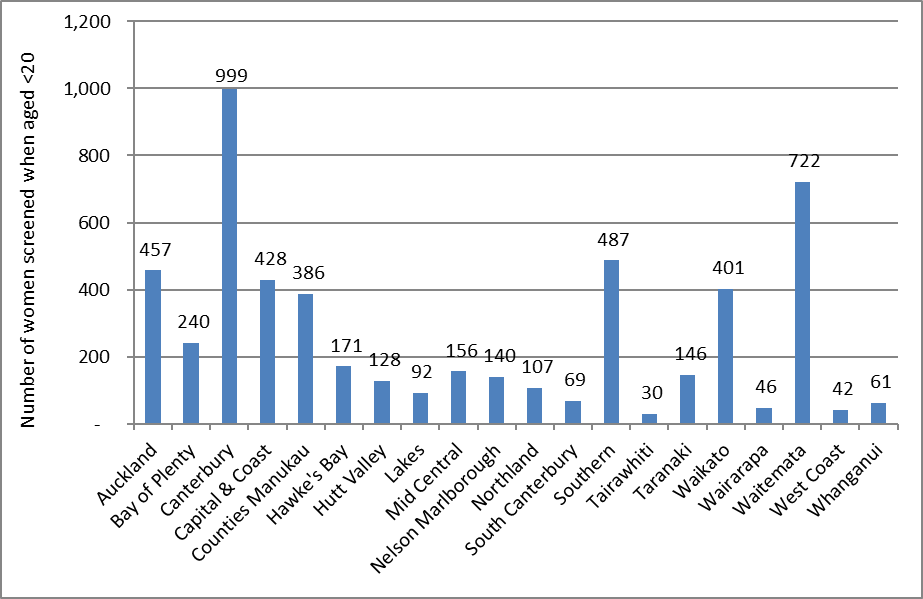 Number of women screened when aged <20
1,200
1,000
800
600
400
200
-
457
240
999
428
386
171
128
92
156
140
107
69
487
30
146
401
46
722
42
61
Auckland
Bay of Plenty
Canterbury
Capital & Coast
Counties Manukau
Hawke's Bay
Hutt Valley
Lakes
Mid Central
Nelson Marlborough
Northland
South Canterbury
Southern
Tairawhiti
Taranaki
Waikato
Wairarapa
Waitemata
West Coast
Whanganui